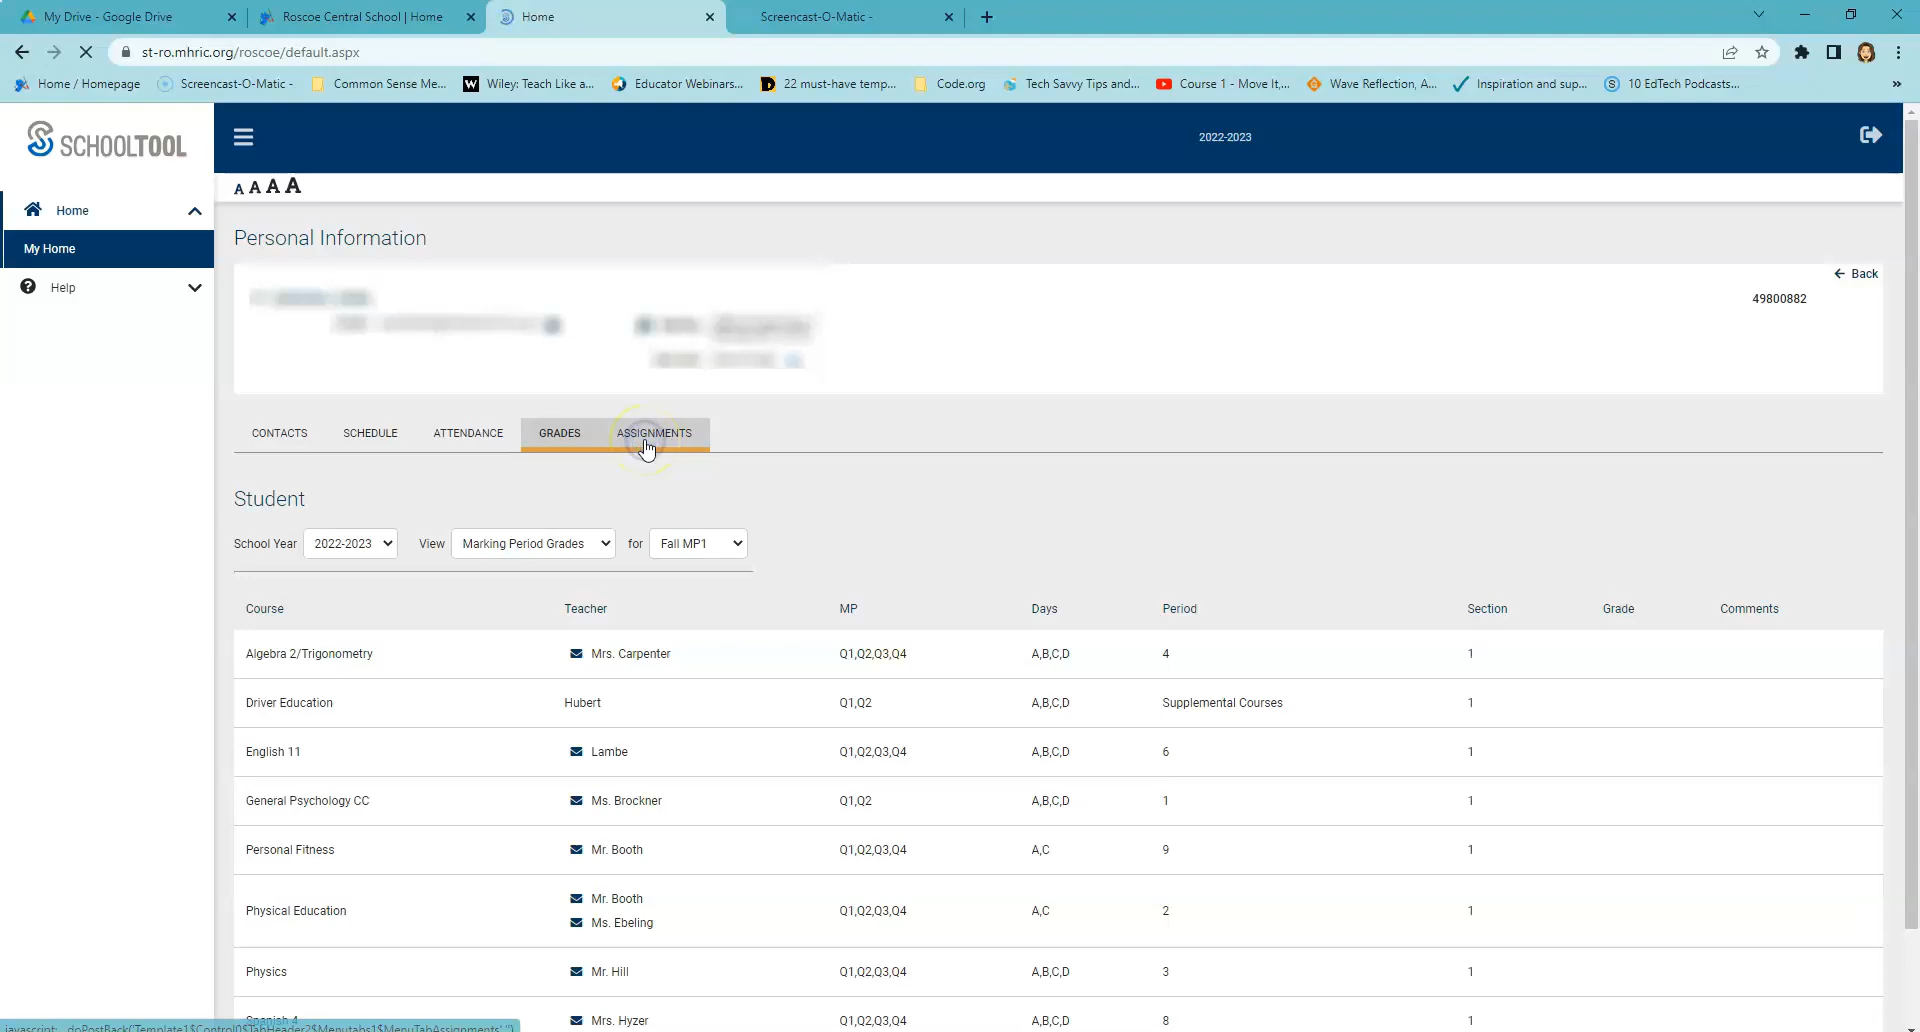 My Drive - Google Drive
Roscoe Central School | Home
Home
Screencast-O-Matic -
st-ro.mhric.org/roscoe/default.aspx
Home / Homepage
Screencast-O-Matic -
Common Sense Me...
W Wiley: Teach Like a...
Educator Webinars...
22 must-have temp...
Code.org
Tech Savvy Tips and...
Course 1 - Move It,...
Wave Reflection, A...
Inspiration and sup...
10 EdTech Podcasts...
SCHOOLTOOL
2022-2023
A A A A
Home
My Home
Help
Personal Information
Back
49800882
CONTACTS SCHEDULE ATTENDANCE GRADES ASSIGNMENTS
Student
School Year 2022-2023 View Marking Period Grades for Fall MP1
Course Teacher MP Days Period Section Grade Comments
Algebra 2/Trigonometry Mrs. Carpenter Q1,Q2,Q3,Q4 A,B,C,D 4 1
Driver Education Hubert Q1,Q2 A,B,C,D Supplemental Courses 1
English 11 Lambe Q1,Q2,Q3,Q4 A,B,C,D 6 1
General Psychology CC Ms. Brockner Q1,Q2 A,B,C,D 1 1
Personal Fitness Mr. Booth Q1,Q2,Q3,Q4 A,C 9 1
Physical Education Mr. Booth Q1,Q2,Q3,Q4 A,C 2 1
Ms. Ebeling
Physics Mr. Hill Q1,Q2,Q3,Q4 A,B,C,D 3 1
Spanish 4 Mrs. Hyzer Q1,Q2,Q3,Q4 A,B,C,D 8 1